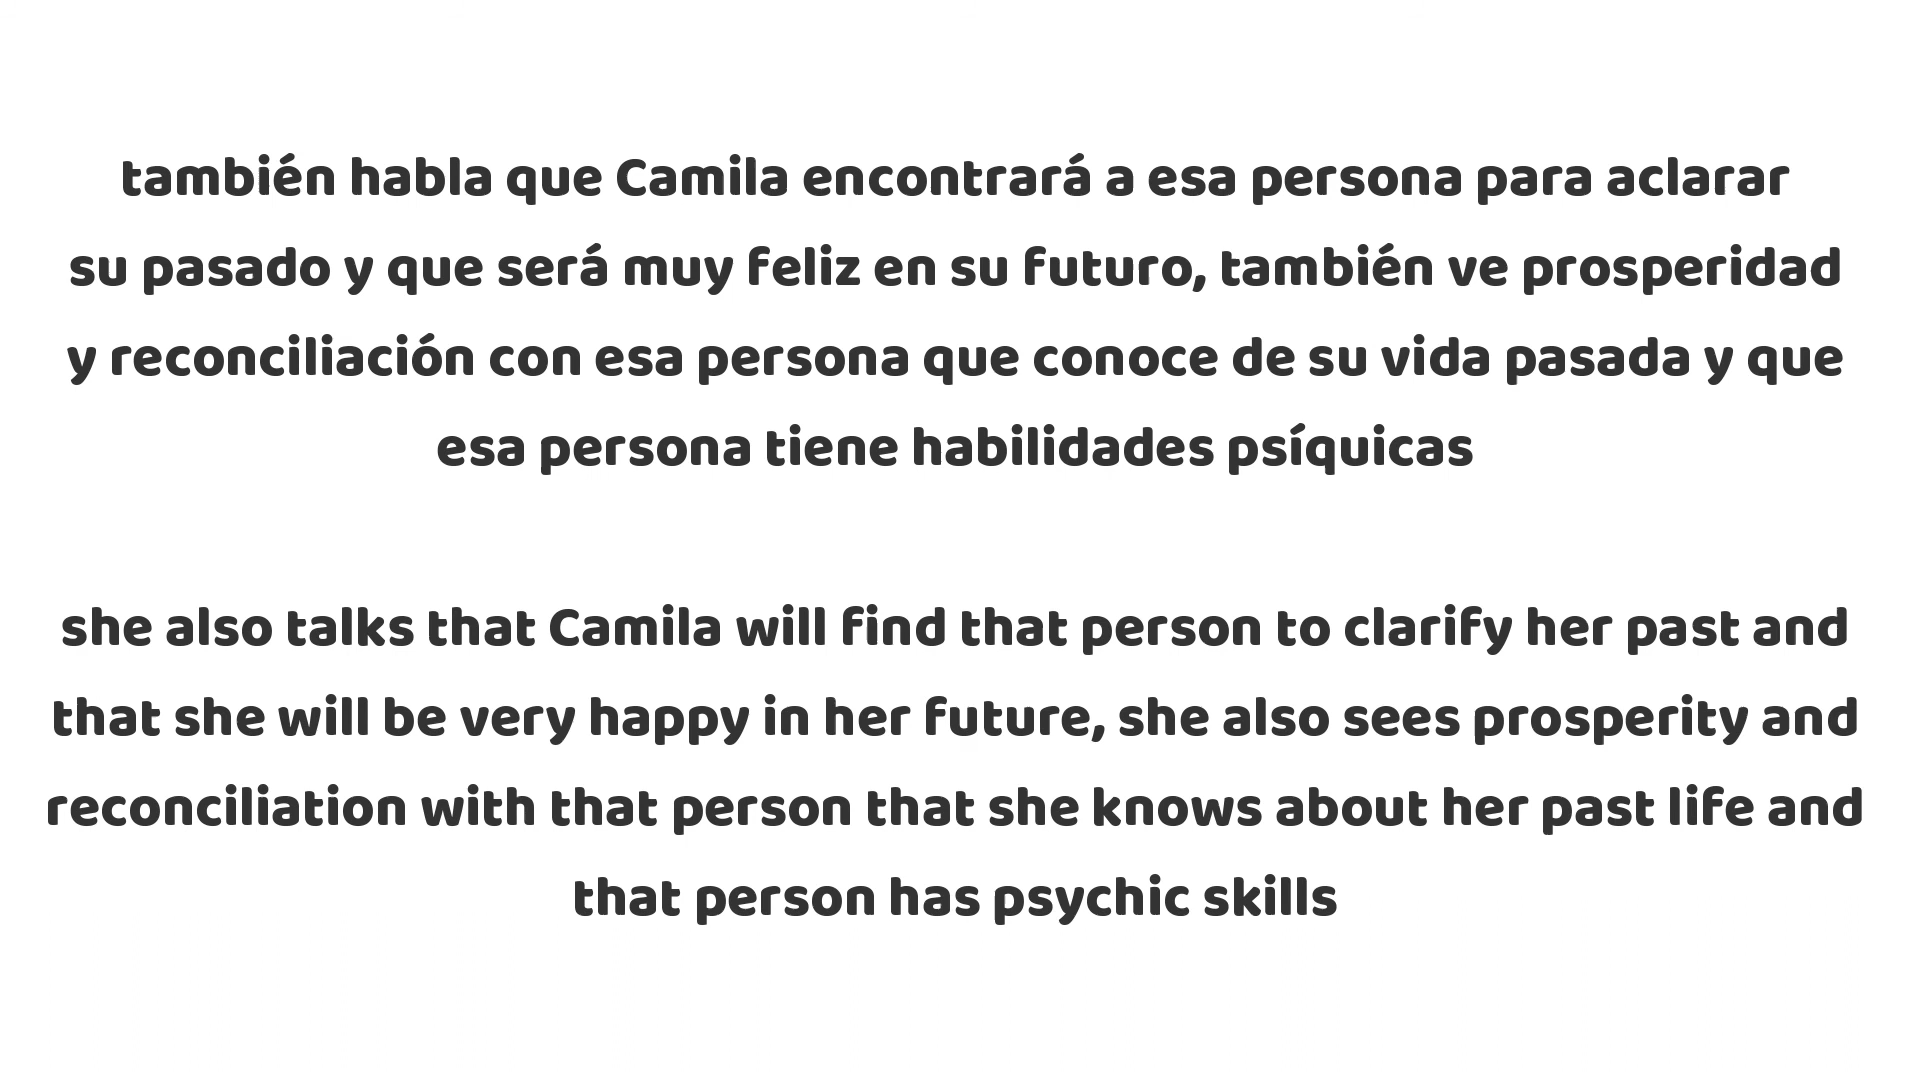 también habla que Camila encontrará a esa persona para aclarar
su pasado y que será muy feliz en su futuro, también ve prosperidad
y reconciliación con esa persona que conoce de su vida pasada y que
esa persona tiene habilidades psíquicas
she also talks that Camila will find that person to clarify her past and
that she will be very happy in her future, she also sees prosperity and
reconciliation with that person that she knows about her past life and
that person has psychic skills